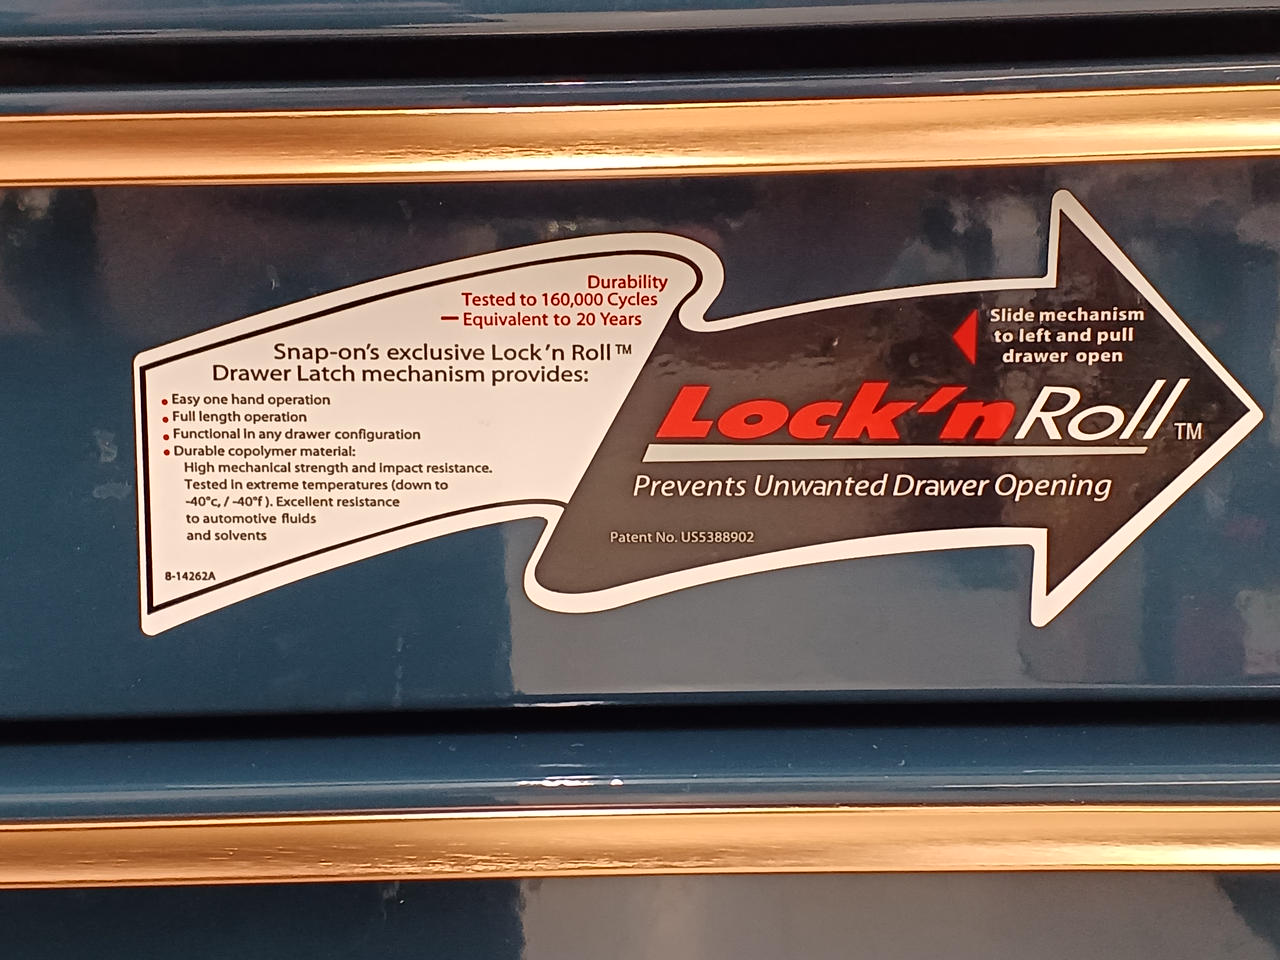 Durability
Tested to 160,000 Cycles
— Equivalent to 20 Years
Snap-on's exclusive Lock'n Roll™
Drawer Latch mechanism provides:
• Easy one hand operation
• Full length operation
• Functional in any drawer configuration
• Durable copolymer material:
High mechanical strength and impact resistance.
Tested in extreme temperatures (down to
-40°c, / -40°f ). Excellent resistance
to automotive fluids
and solvents
8-14262A
Slide mechanism
to left and pull
drawer open
Lock'n Roll™
Prevents Unwanted Drawer Opening
Patent No. US5388902